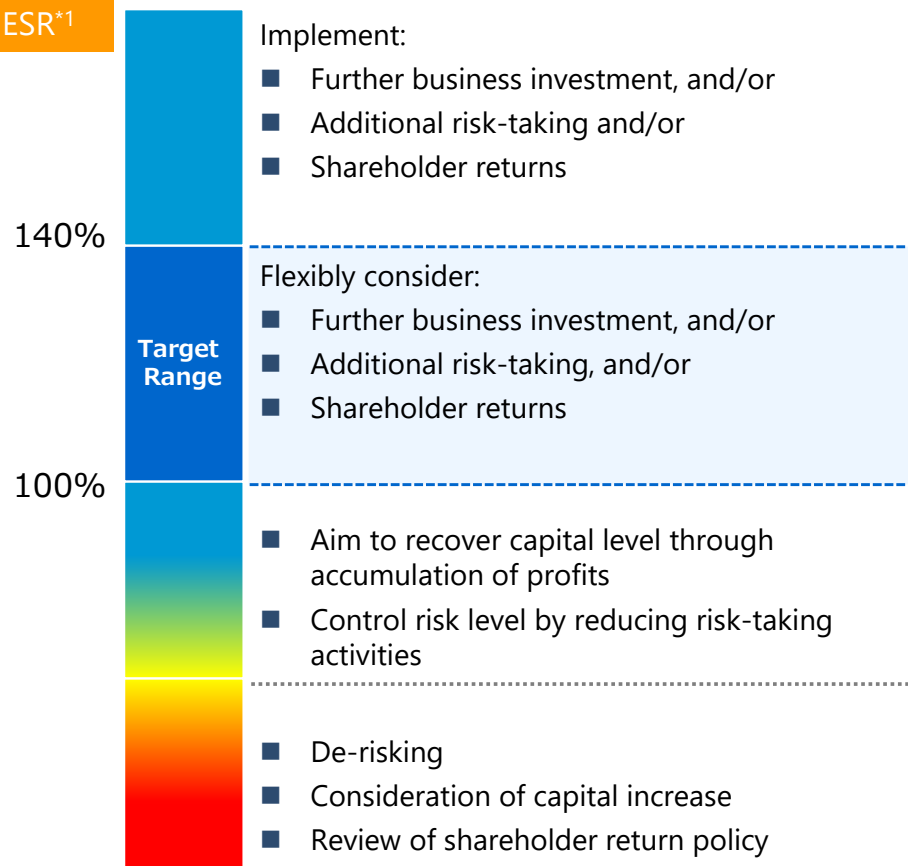 ESR*1
Implement:
■ Further business investment, and/or
■ Additional risk-taking and/or
■ Shareholder returns
140%
Flexibly consider:
■ Further business investment, and/or
■ Additional risk-taking, and/or
■ Shareholder returns
Target
Range
100%
■ Aim to recover capital level through
accumulation of profits
■ Control risk level by reducing risk-taking
activities
■ De-risking
■ Consideration of capital increase
■ Review of shareholder return policy